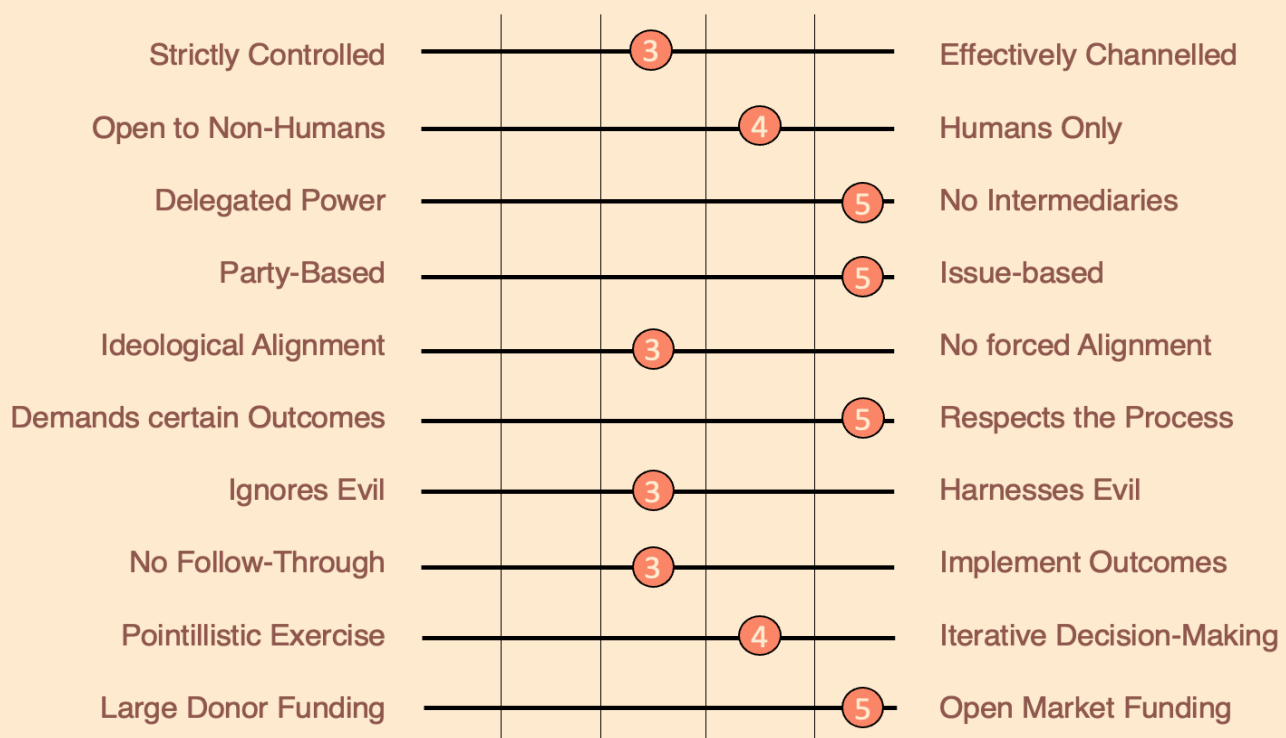 Strictly Controlled 3 Effectively Channelled
Open to Non-Humans 4 Humans Only
Delegated Power 5 No Intermediaries
Party-Based 5 Issue-based
Ideological Alignment 3 No forced Alignment
Demands certain Outcomes 5 Respects the Process
Ignores Evil 3 Harnesses Evil
No Follow-Through 3 Implement Outcomes
Pointillistic Exercise 4 Iterative Decision-Making
Large Donor Funding 5 Open Market Funding